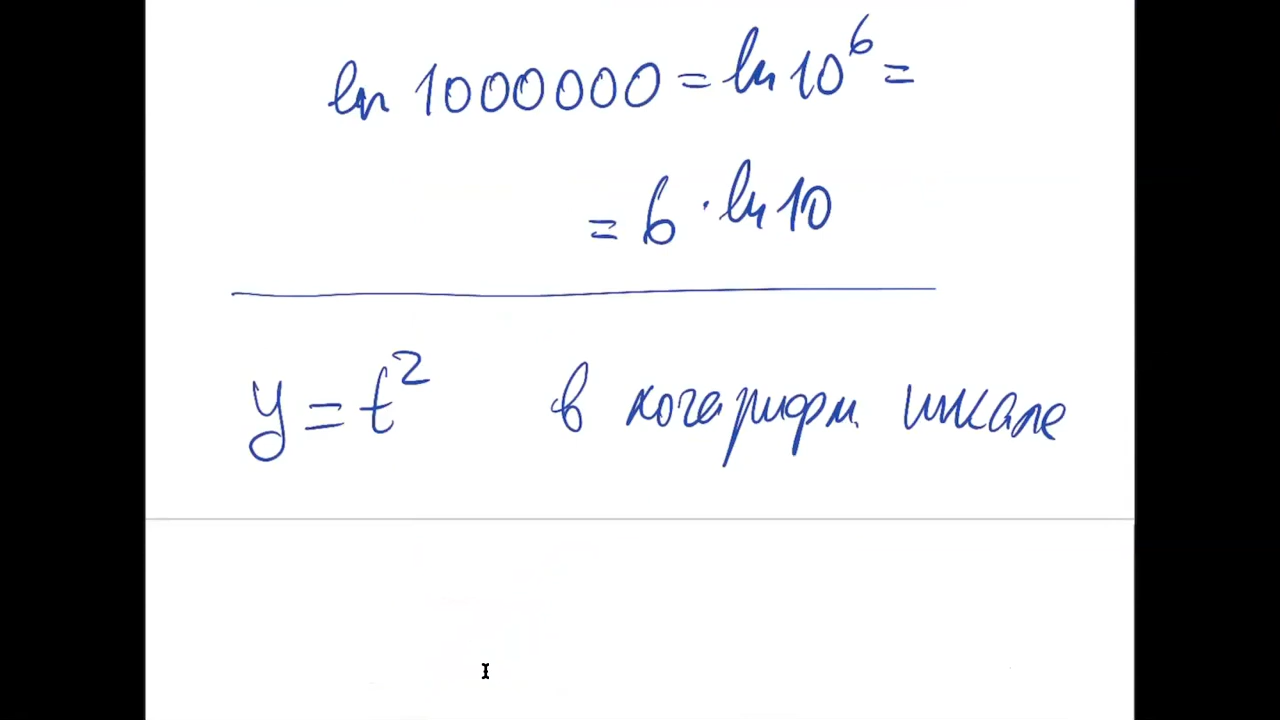 ln 1000000 = ln 10⁶ =
= 6 · ln 10
y = t² в логарифм. шкале